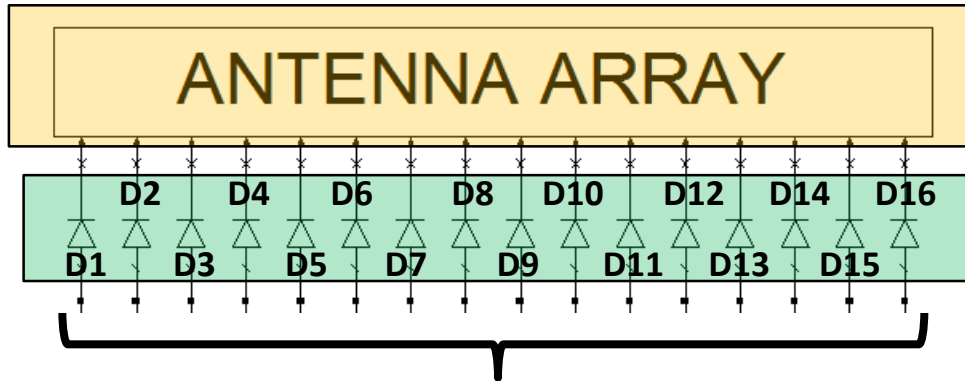 ANTENNA ARRAY
D2 D4 D6 D8 D10 D12 D14 D16
D1 D3 D5 D7 D9 D11 D13 D15